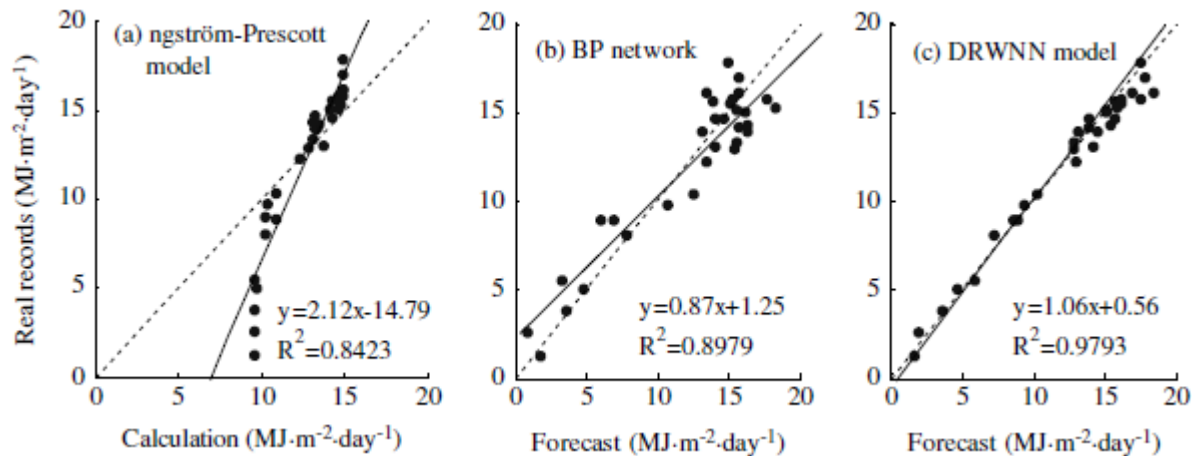 Real records (MJ·m⁻²·day⁻¹)
20
15
10
5
0
(a) ngström-Prescott
model
y=2.12x-14.79
R²=0.8423
0 5 10 15 20
Calculation (MJ·m⁻²·day⁻¹)
20
15
10
5
0
(b) BP network
y=0.87x+1.25
R²=0.8979
0 5 10 15 20
Forecast (MJ·m⁻²·day⁻¹)
20
15
10
5
0
(c) DRWNN model
y=1.06x+0.56
R²=0.9793
0 5 10 15 20
Forecast (MJ·m⁻²·day⁻¹)